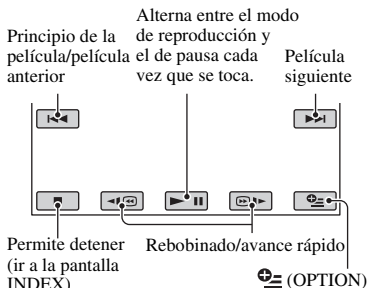 Principio de la
película/película
anterior
Alterna entre el modo
de reproducción y
el de pausa cada
vez que se toca.
Película
siguiente
Permite detener
(ir a la pantalla
INDEX)
Rebobinado/avance rápido
(OPTION)